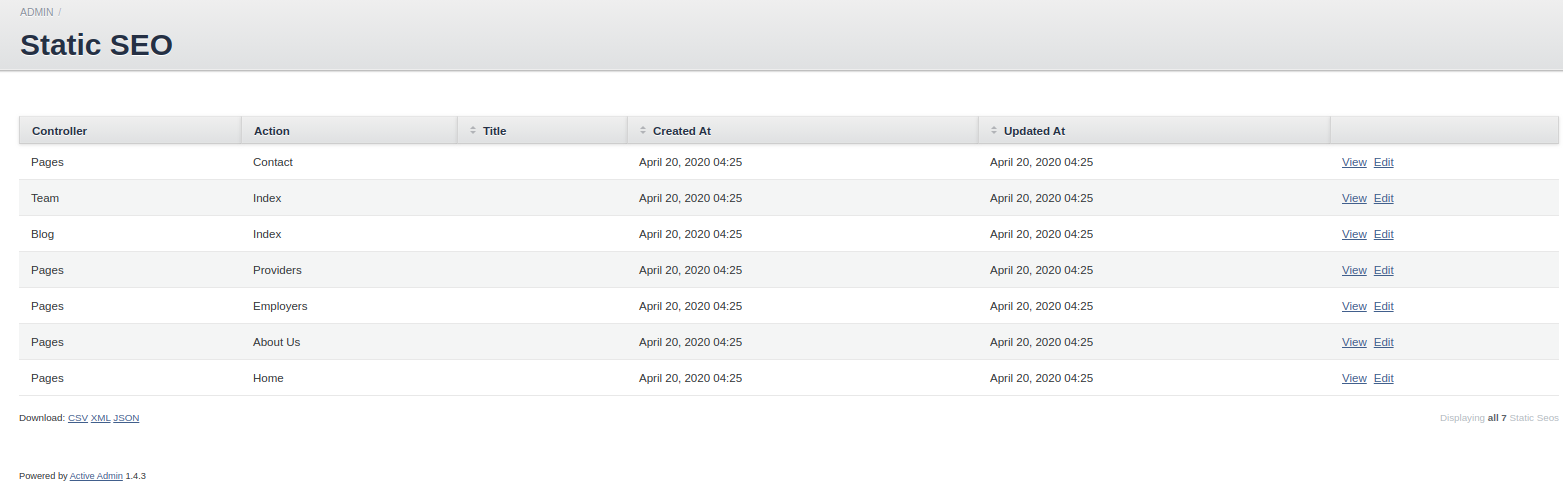 ADMIN /
Static SEO
Controller Action Title Created At Updated At
Pages Contact April 20, 2020 04:25 April 20, 2020 04:25 View Edit
Team Index April 20, 2020 04:25 April 20, 2020 04:25 View Edit
Blog Index April 20, 2020 04:25 April 20, 2020 04:25 View Edit
Pages Providers April 20, 2020 04:25 April 20, 2020 04:25 View Edit
Pages Employers April 20, 2020 04:25 April 20, 2020 04:25 View Edit
Pages About Us April 20, 2020 04:25 April 20, 2020 04:25 View Edit
Pages Home April 20, 2020 04:25 April 20, 2020 04:25 View Edit
Download: CSV XML JSON Displaying all 7 Static Seos
Powered by Active Admin 1.4.3